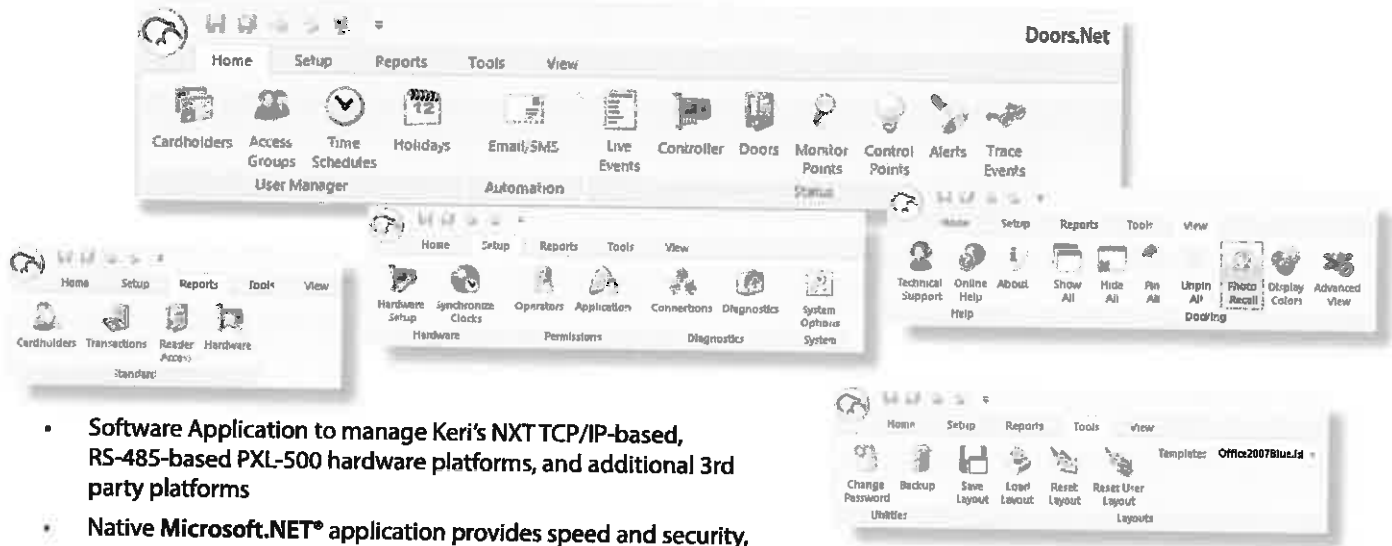 Doors.Net
Home Setup Reports Tools View
Cardholders Access Groups Time Schedules Holidays Email/SMS Live Events Controller Doors Monitor Points Control Points Alerts Trace Events
User Manager Automation Status
Home Setup Reports Tools View
Cardholders Transactions Reader Access Hardware
Standard
Home Setup Reports Tools View
Hardware Setup Synchronize Clocks Operators Application Connections Diagnostics System Options
Hardware Permissions Diagnostics System
Home Setup Reports Tools View
Technical Support Online Help About Show All Hide All Pin All Unpin All Photo Recall Display Colors Advanced View
Help Docking
Home Setup Reports Tools View
Change Password Backup Save Layout Load Layout Reset Layout Reset User Layout Template: Office2007Blue.isl
Utilities Layouts
• Software Application to manage Keri's NXT TCP/IP-based,
RS-485-based PXL-500 hardware platforms, and additional 3rd
party platforms
• Native Microsoft.NET® application provides speed and security,